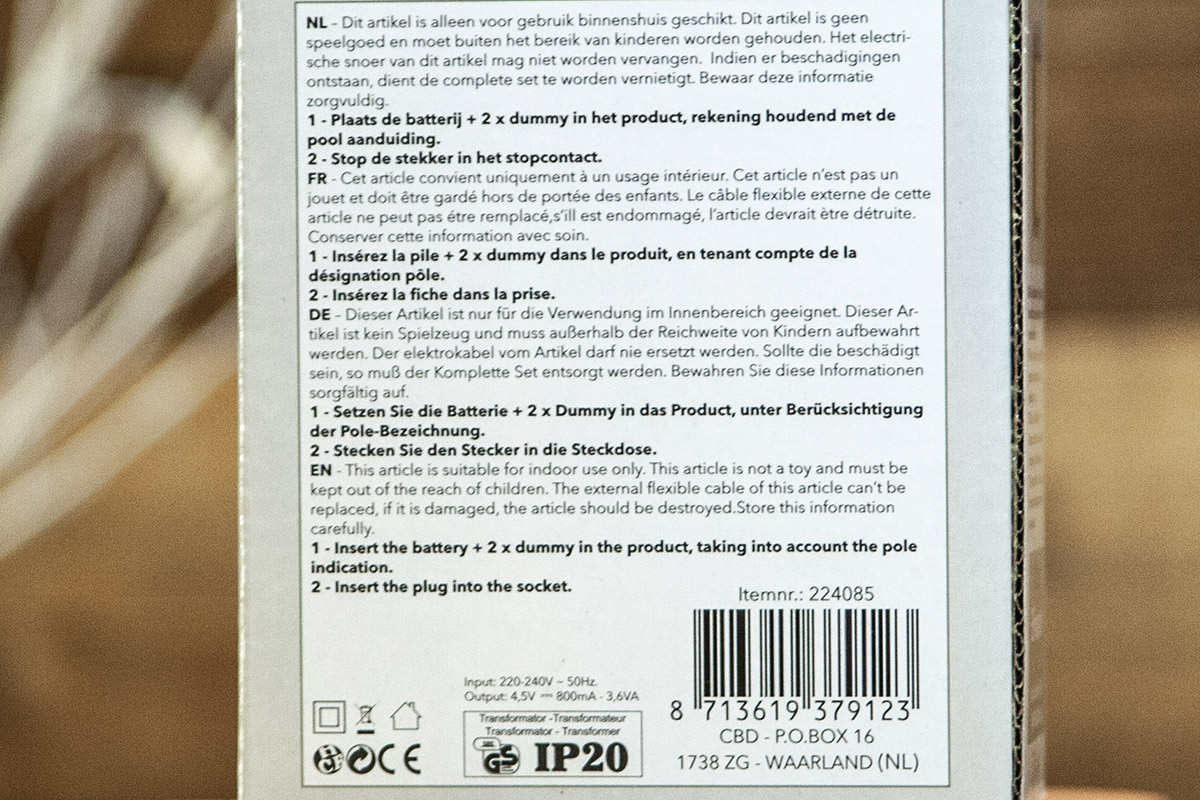 NL - Dit artikel is alleen voor gebruik binnenshuis geschikt. Dit artikel is geen
speelgoed en moet buiten het bereik van kinderen worden gehouden. Het electri-
sche snoer van dit artikel mag niet worden vervangen. Indien er beschadigingen
ontstaan, dient de complete set te worden vernietigt. Bewaar deze informatie
zorgvuldig.
1 - Plaats de batterij + 2 x dummy in het product, rekening houdend met de
pool aanduiding.
2 - Stop de stekker in het stopcontact.
FR - Cet article convient uniquement à un usage intérieur. Cet article n'est pas un
jouet et doit être gardé hors de portée des enfants. Le câble flexible externe de cette
article ne peut pas étre remplacé,s'ill est endommagé, l'article devrait ètre détruite.
Conserver cette information avec soin.
1 - Insérez la pile + 2 x dummy dans le produit, en tenant compte de la
désignation pôle.
2 - Insérez la fiche dans la prise.
DE - Dieser Artikel ist nur für die Verwendung im Innenbereich geeignet. Dieser Ar-
tikel ist kein Spielzeug und muss außerhalb der Reichweite von Kindern aufbewahrt
werden. Der elektrokabel vom Artikel darf nie ersetzt werden. Sollte die beschädigt
sein, so muß der Komplette Set entsorgt werden. Bewahren Sie diese Informationen
sorgfältig auf.
1 - Setzen Sie die Batterie + 2 x Dummy in das Product, unter Berücksichtigung
der Pole-Bezeichnung.
2 - Stecken Sie den Stecker in die Steckdose.
EN - This article is suitable for indoor use only. This article is not a toy and must be
kept out of the reach of children. The external flexible cable of this article can't be
replaced, if it is damaged, the article should be destroyed.Store this information
carefully.
1 - Insert the battery + 2 x dummy in the product, taking into account the pole
indication.
2 - Insert the plug into the socket.
Itemnr.: 224085
8 713619 379123
CBD - P.O.BOX 16
1738 ZG - WAARLAND (NL)
Input: 220-240V ~ 50Hz.
Output: 4,5V ⎓ 800mA - 3,6VA
Transformator -Transformateur
Transformator - Transformer
GS IP20
CE